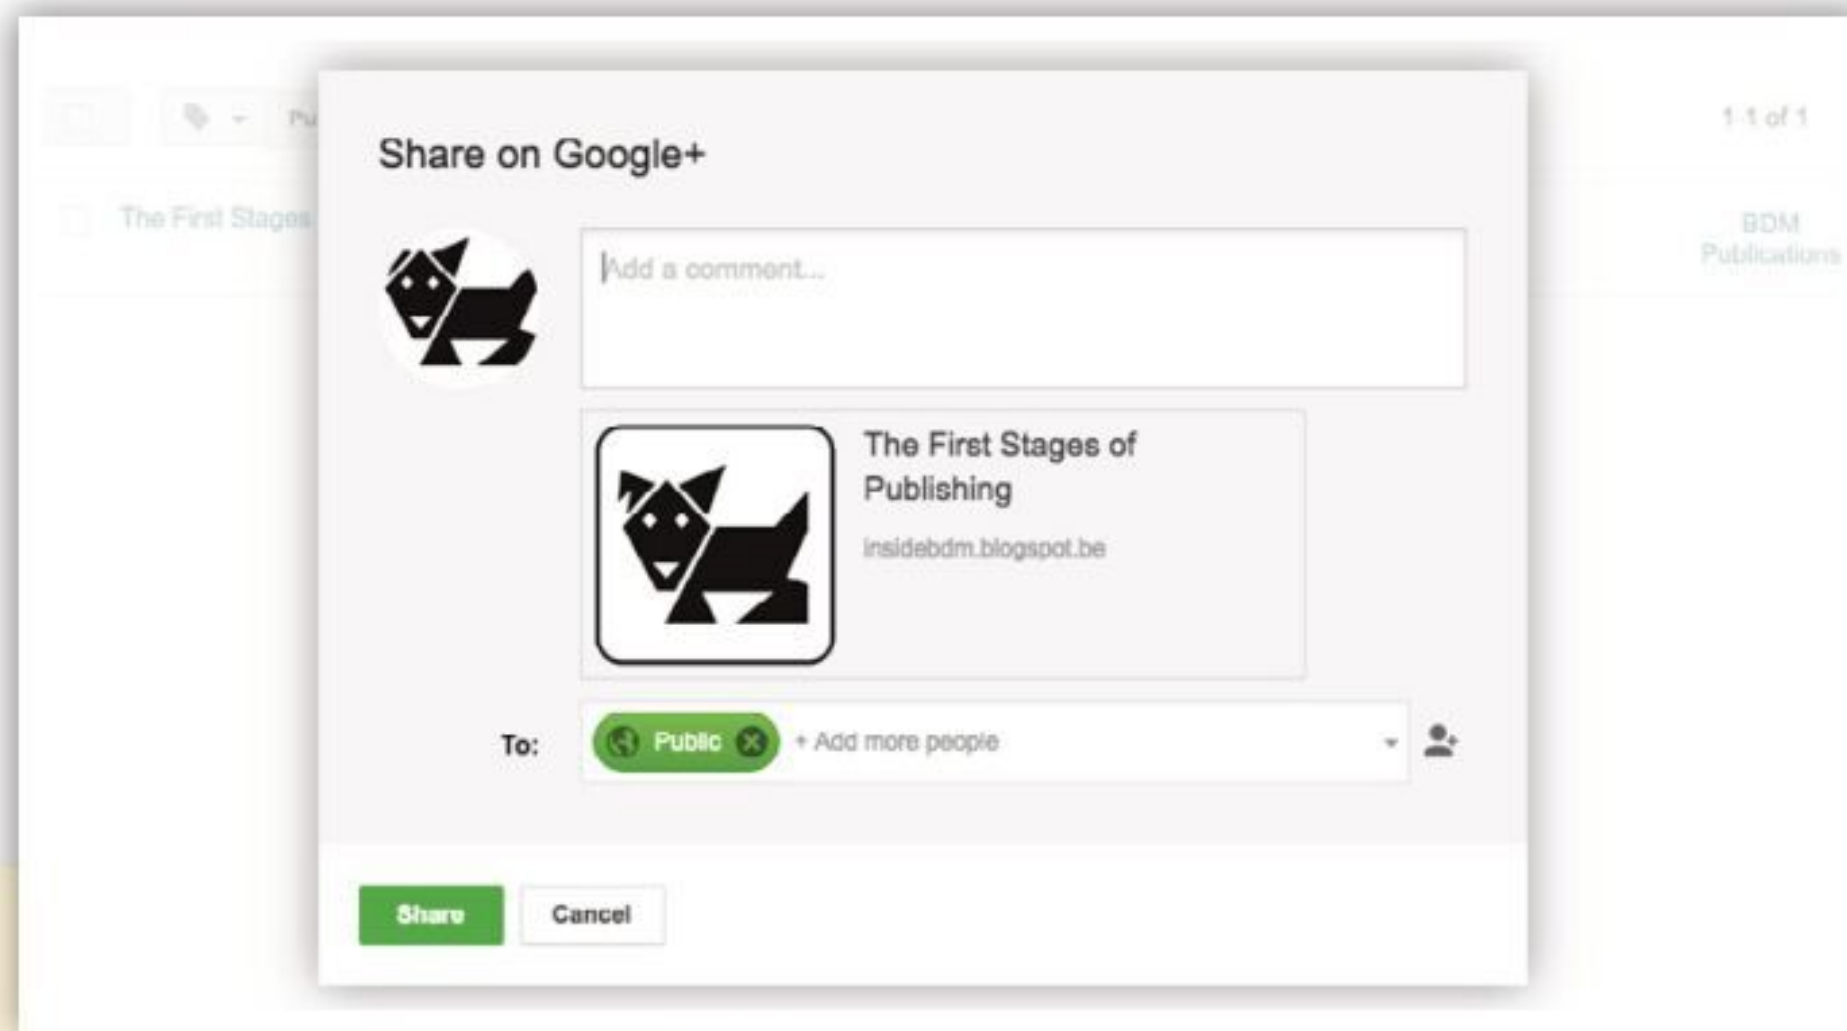 1-1 of 1
The First Stages
BDM
Publications
Share on Google+
Add a comment...
The First Stages of
Publishing
insidebdm.blogspot.be
To:
Public
+ Add more people
Share
Cancel